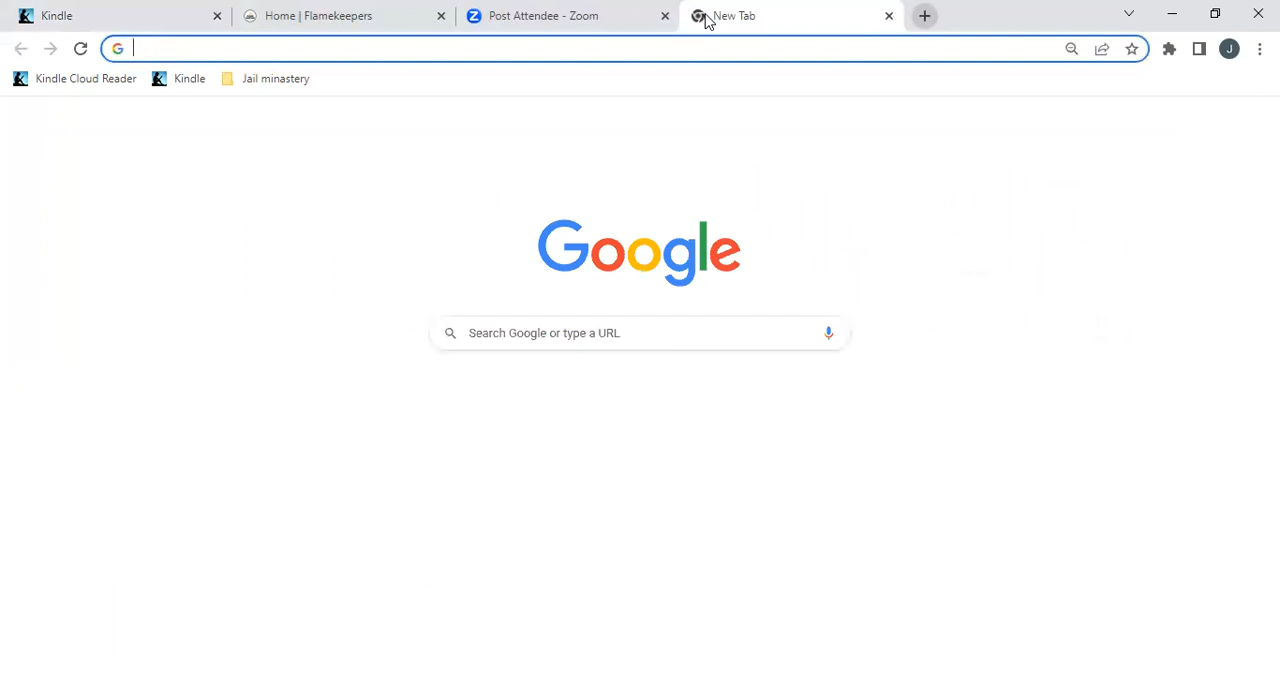 Kindle Home | Flamekeepers Post Attendee - Zoom New Tab
J
Kindle Cloud Reader Kindle Jail minastery
Google
Search Google or type a URL